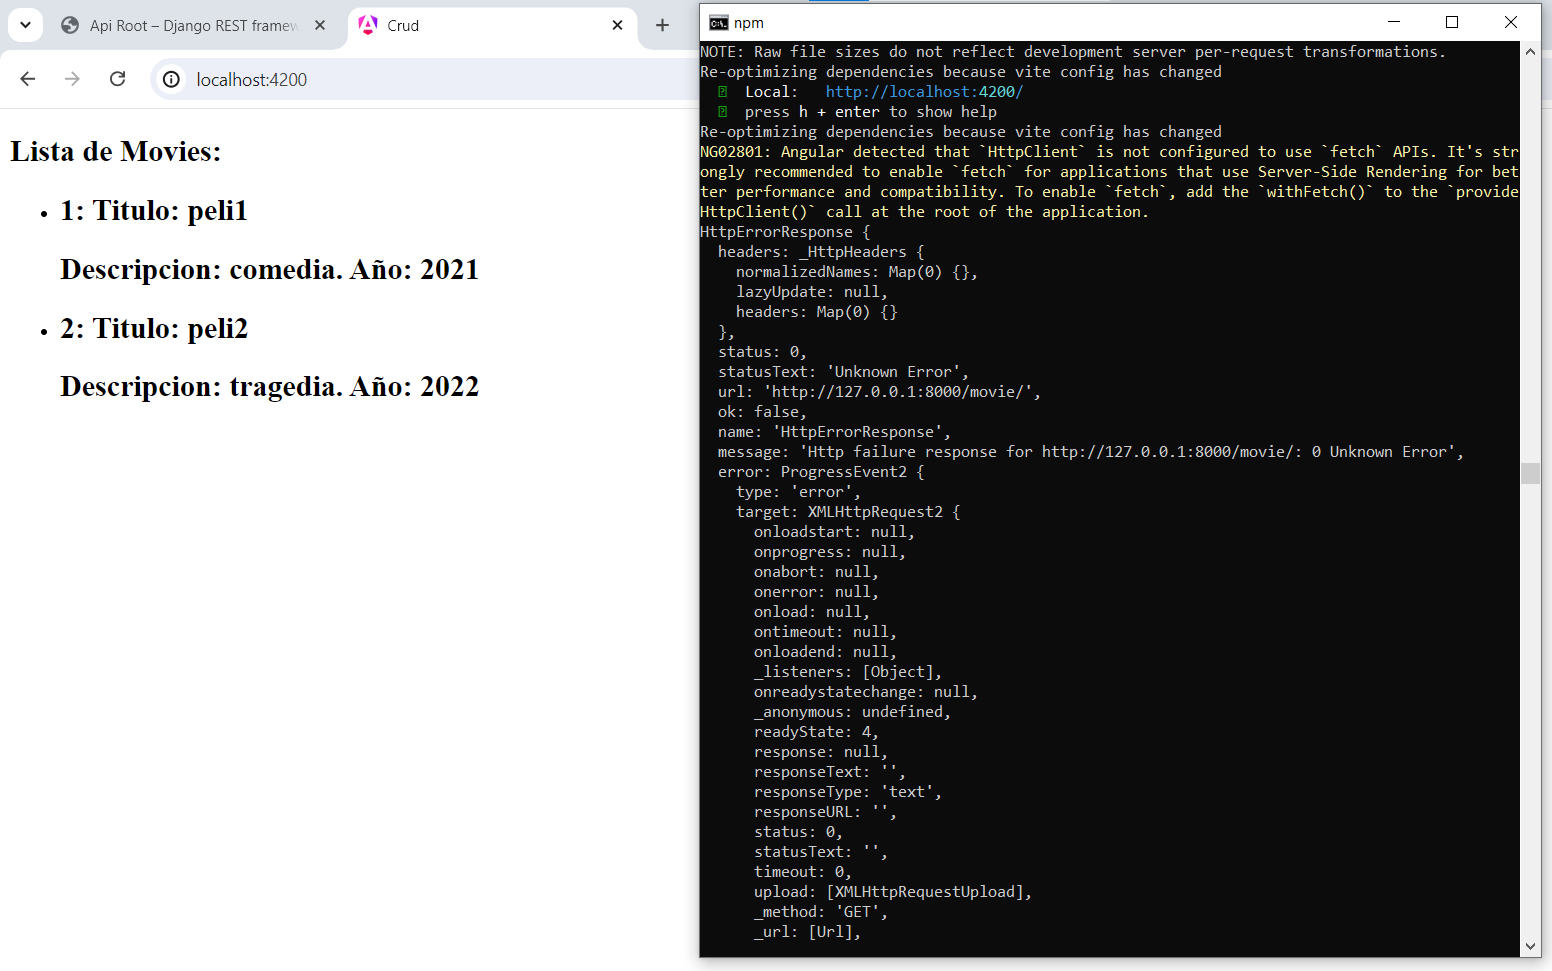 Api Root – Django REST framew
Crud
localhost:4200
Lista de Movies:
1: Titulo: peli1
Descripcion: comedia. Año: 2021
2: Titulo: peli2
Descripcion: tragedia. Año: 2022
npm
NOTE: Raw file sizes do not reflect development server per-request transformations.
Re-optimizing dependencies because vite config has changed
Local: http://localhost:4200/
press h + enter to show help
Re-optimizing dependencies because vite config has changed
NG02801: Angular detected that `HttpClient` is not configured to use `fetch` APIs. It's str
ongly recommended to enable `fetch` for applications that use Server-Side Rendering for bet
ter performance and compatibility. To enable `fetch`, add the `withFetch()` to the `provide
HttpClient()` call at the root of the application.
HttpErrorResponse {
headers: _HttpHeaders {
normalizedNames: Map(0) {},
lazyUpdate: null,
headers: Map(0) {}
},
status: 0,
statusText: 'Unknown Error',
url: 'http://127.0.0.1:8000/movie/',
ok: false,
name: 'HttpErrorResponse',
message: 'Http failure response for http://127.0.0.1:8000/movie/: 0 Unknown Error',
error: ProgressEvent2 {
type: 'error',
target: XMLHttpRequest2 {
onloadstart: null,
onprogress: null,
onabort: null,
onerror: null,
onload: null,
ontimeout: null,
onloadend: null,
_listeners: [Object],
onreadystatechange: null,
_anonymous: undefined,
readyState: 4,
response: null,
responseText: '',
responseType: 'text',
responseURL: '',
status: 0,
statusText: '',
timeout: 0,
upload: [XMLHttpRequestUpload],
_method: 'GET',
_url: [Url],